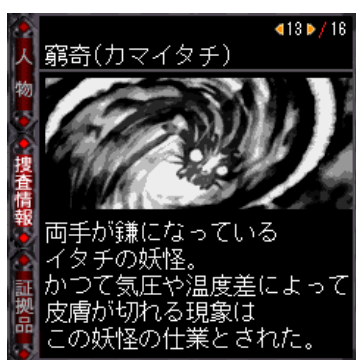 13/16
人物
捜査情報
証拠品
窮奇(カマイタチ)
両手が鎌になっている
イタチの妖怪。
かつて気圧や温度差によって
皮膚が切れる現象は
この妖怪の仕業とされた。